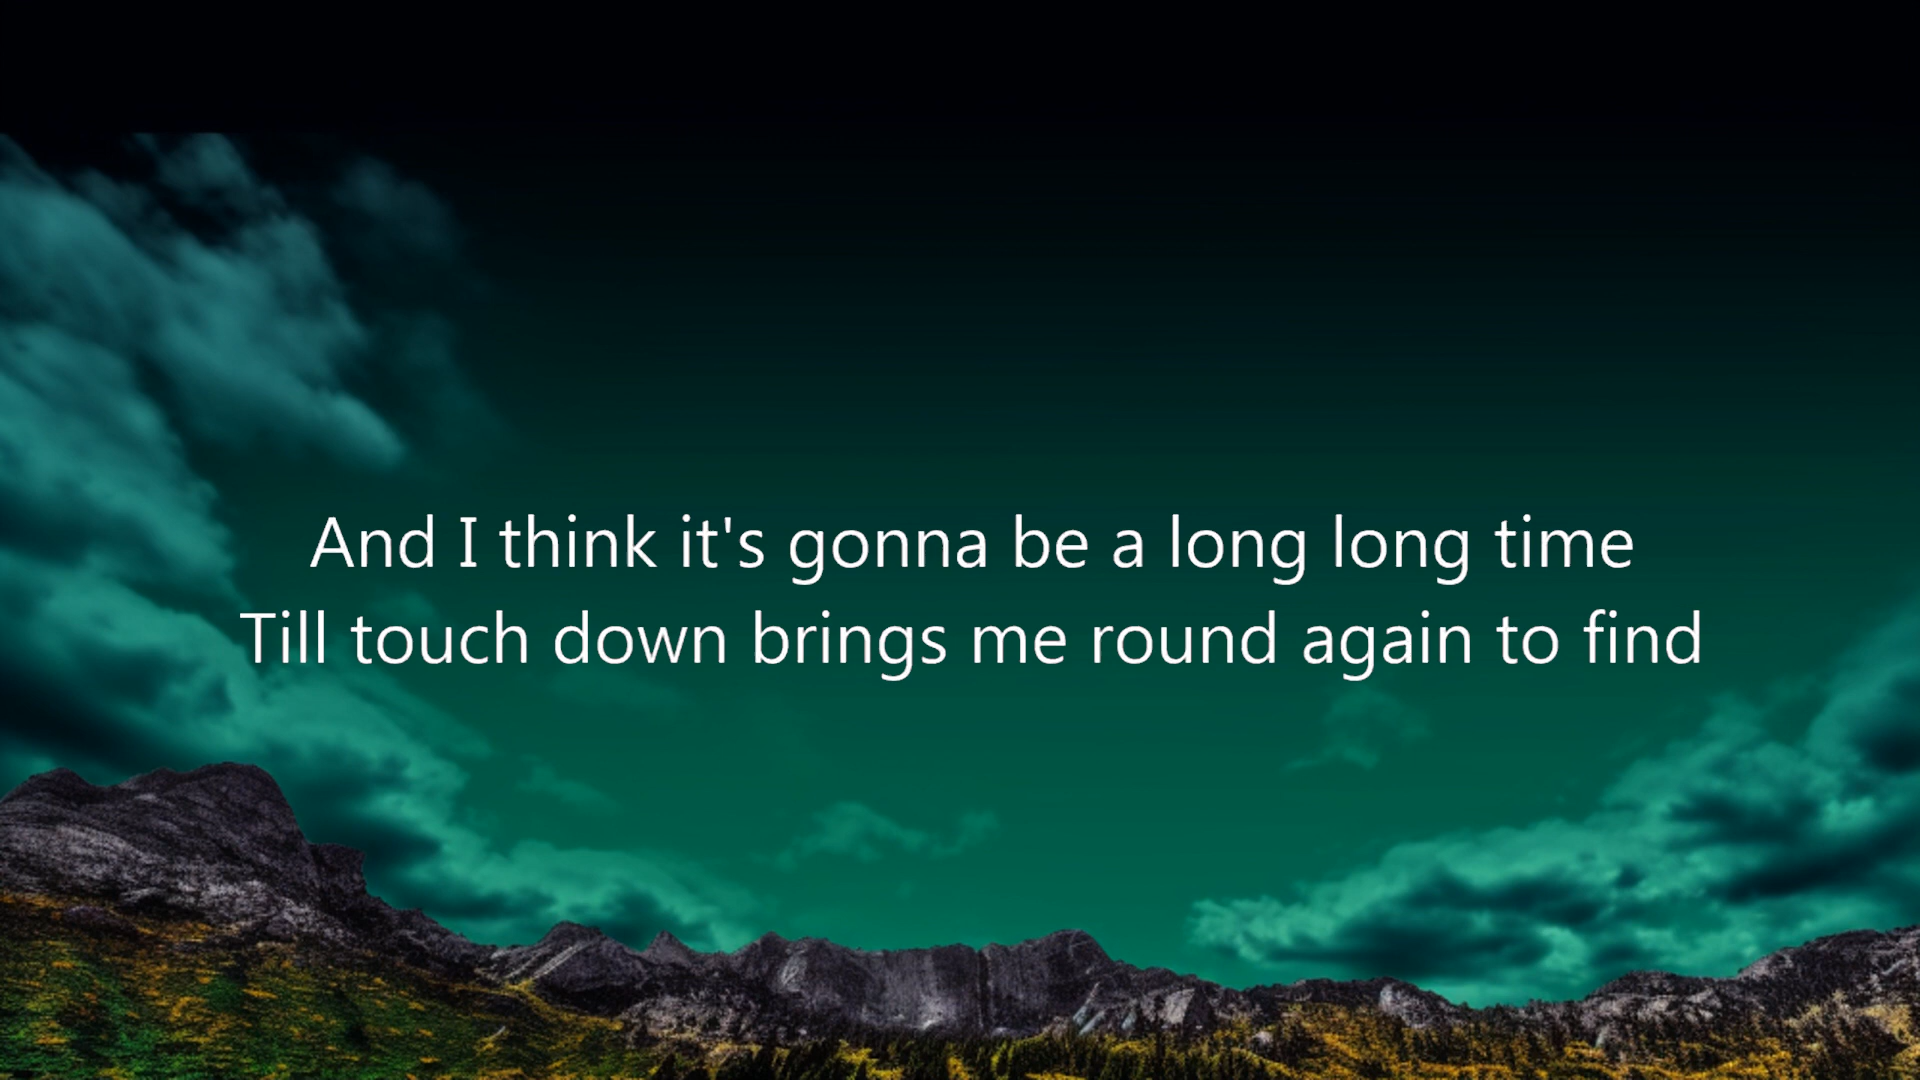 And I think it's gonna be a long long time
Till touch down brings me round again to find